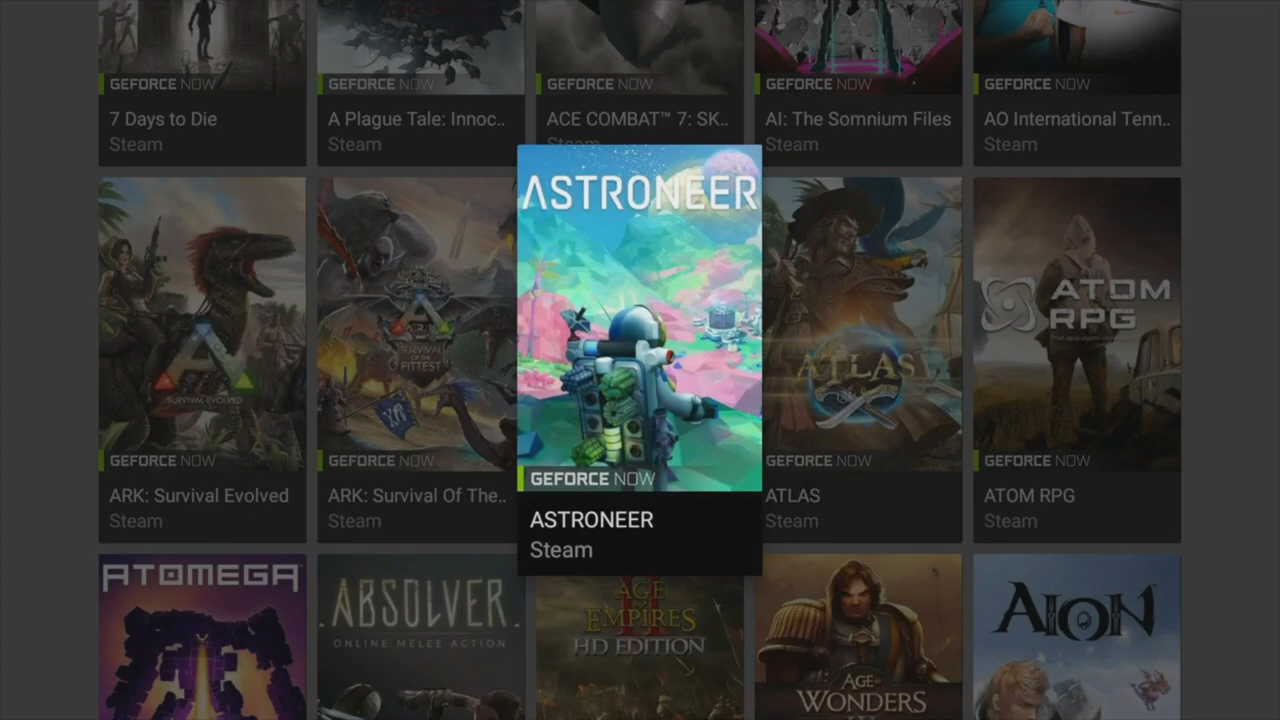 GEFORCE NOW
GEFORCE NOW
GEFORCE NOW
GEFORCE NOW
GEFORCE NOW
7 Days to Die
A Plague Tale: Innoc..
ACE COMBAT™ 7: SK..
AI: The Somnium Files
AO International Tenn..
Steam
Steam
Steam
Steam
Steam
ARK
SURVIVAL EVOLVED
SURVIVAL
OF THE
FITTEST
ASTRONEER
ATLAS
ATOM
RPG
GEFORCE NOW
GEFORCE NOW
GEFORCE NOW
GEFORCE NOW
GEFORCE NOW
ARK: Survival Evolved
ARK: Survival Of The..
ASTRONEER
ATLAS
ATOM RPG
Steam
Steam
Steam
Steam
Steam
ATOMEGA™
ABSOLVER
ONLINE MELEE ACTION
AGE
OF
EMPIRES
II
HD EDITION
AGE
OF
WONDERS
III
AION